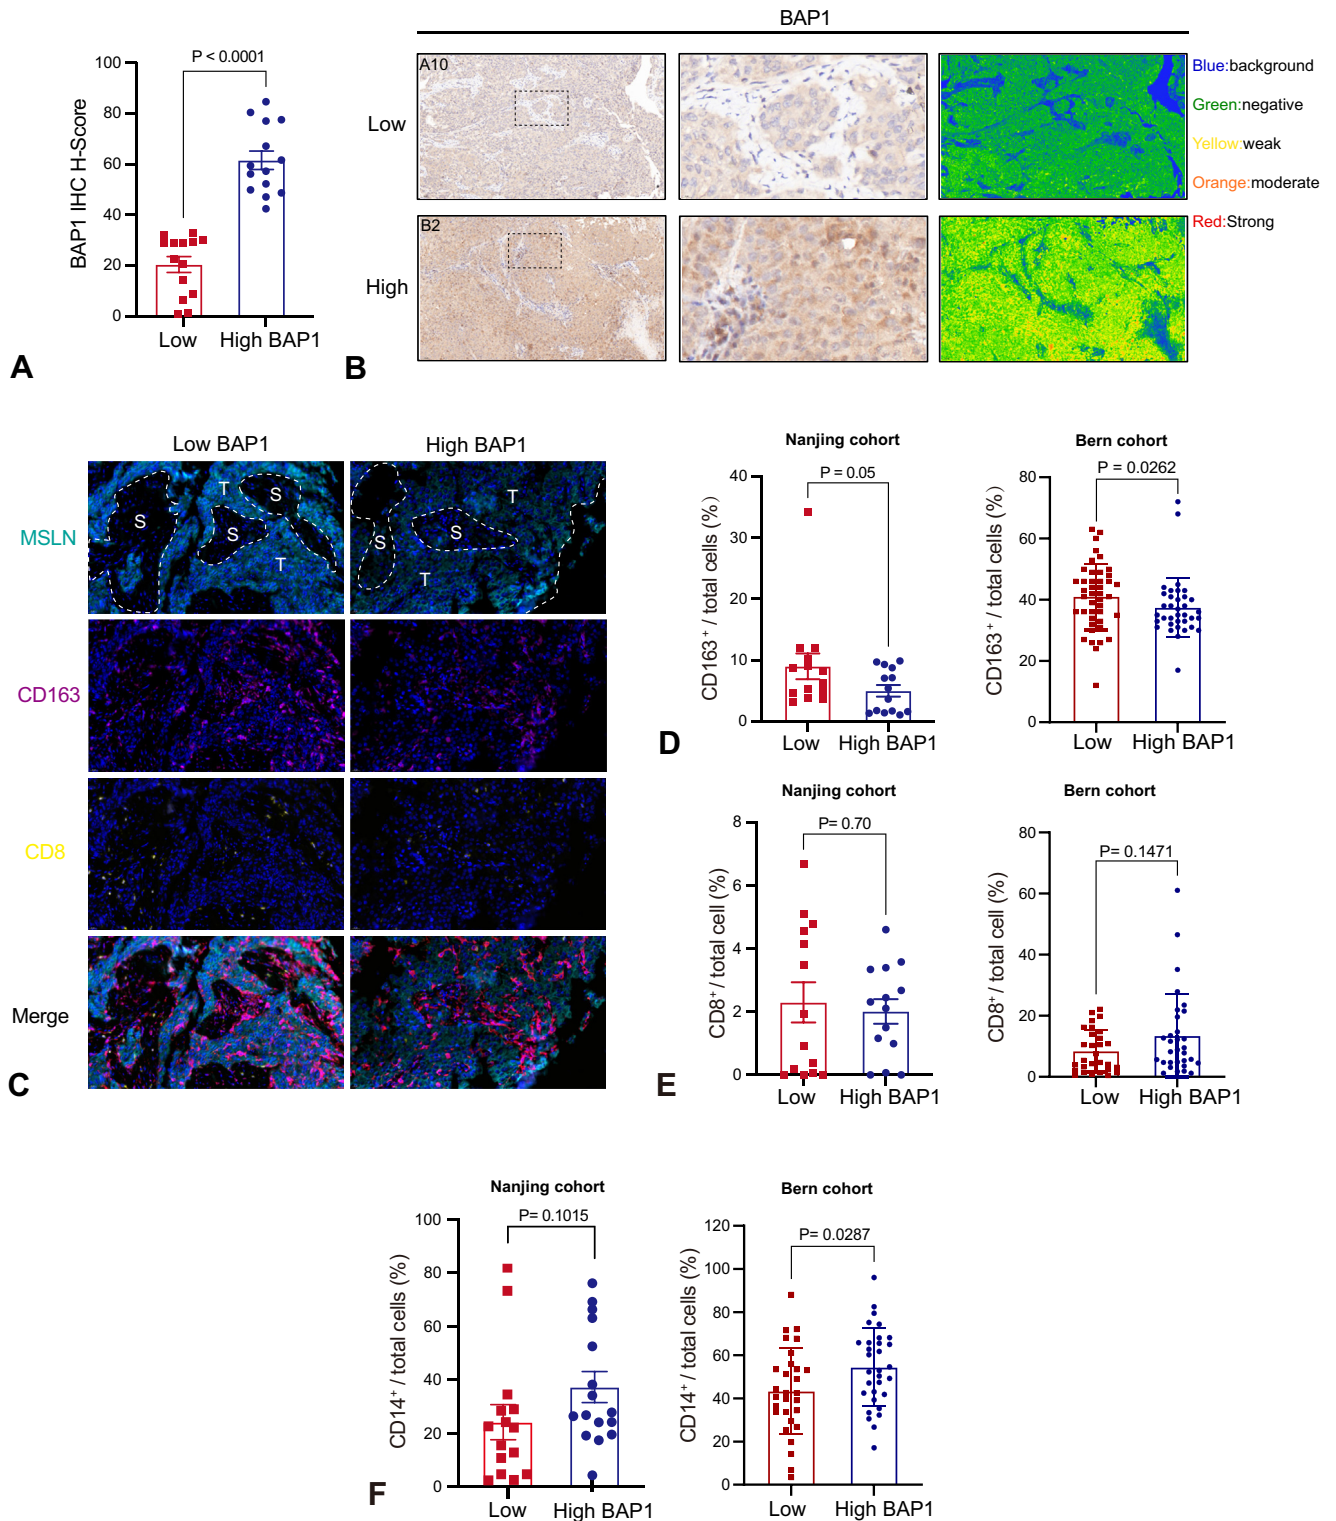 P < 0.0001
BAP1 IHC H-Score
100
80
60
40
20
0
Low
High BAP1
A
BAP1
Low
A10
High
B2
Blue:background
Green:negative
Yellow:weak
Orange:moderate
Red:Strong
B
Low BAP1
High BAP1
MSLN
S
T
S
S
T
T
S
S
T
CD163
CD8
Merge
C
Nanjing cohort
P = 0.05
CD163+ / total cells (%)
40
30
20
10
0
Low
High BAP1
Bern cohort
P = 0.0262
CD163+ / total cells (%)
80
60
40
20
0
Low
High BAP1
D
Nanjing cohort
P= 0.70
CD8+ / total cell (%)
8
6
4
2
0
Low
High BAP1
Bern cohort
P= 0.1471
CD8+ / total cell (%)
80
60
40
20
0
Low
High BAP1
E
Nanjing cohort
P= 0.1015
CD14+ / total cells (%)
100
80
60
40
20
0
Low
High BAP1
Bern cohort
P= 0.0287
CD14+ / total cells (%)
120
100
80
60
40
20
0
Low
High BAP1
F